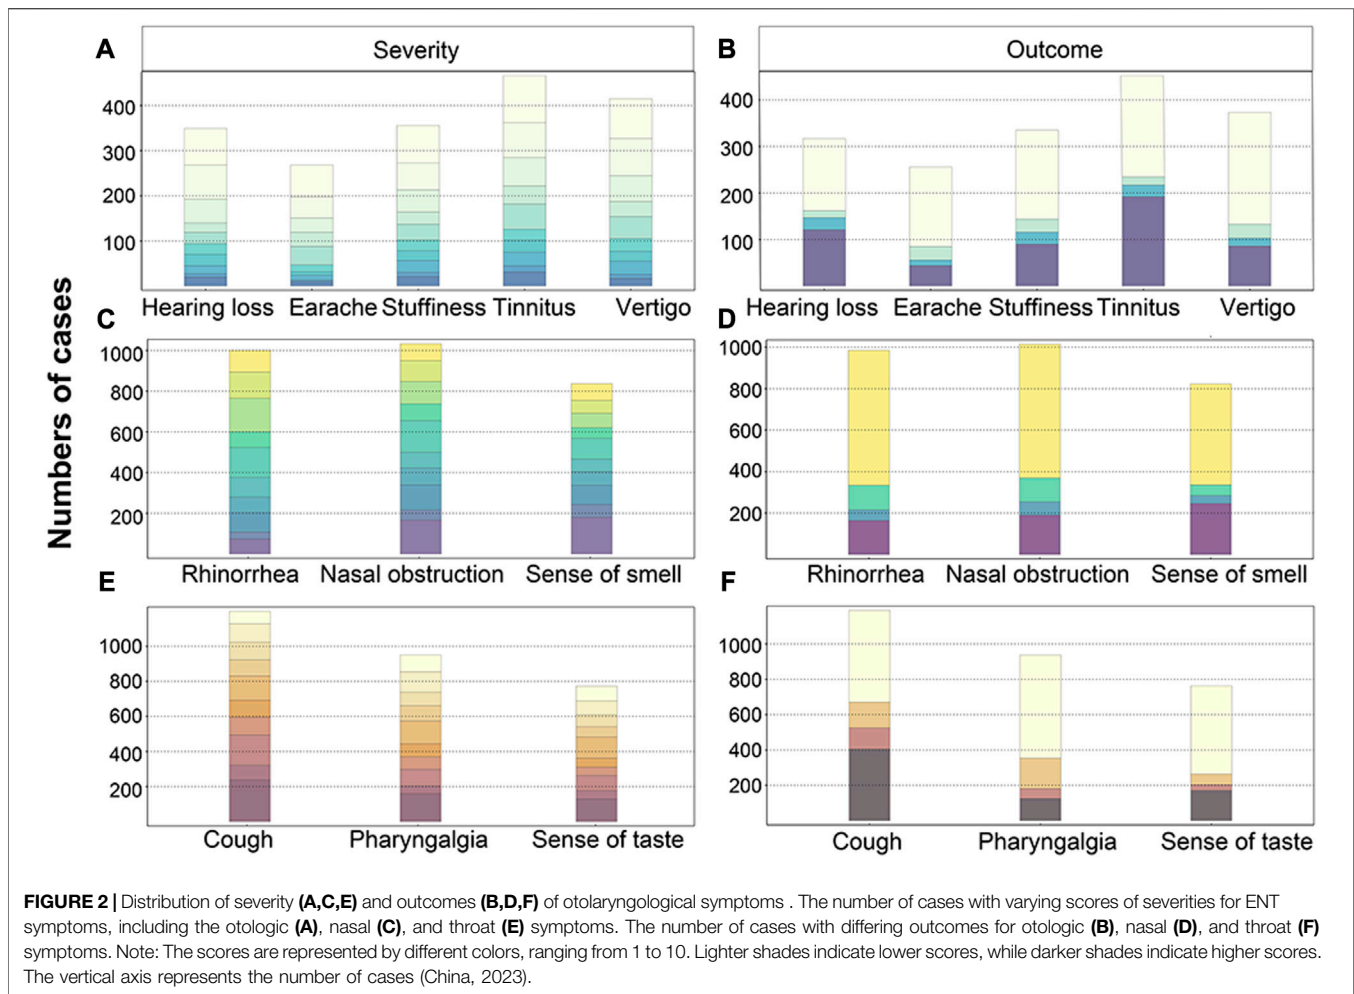 A
Severity
B
Outcome
400
300
200
100
Hearing loss Earache Stuffiness Tinnitus Vertigo
400
300
200
100
Hearing loss Earache Stuffiness Tinnitus Vertigo
Numbers of cases
C
1000
800
600
400
200
Rhinorrhea Nasal obstruction Sense of smell
D
1000
800
600
400
200
Rhinorrhea Nasal obstruction Sense of smell
E
1000
800
600
400
200
Cough Pharyngalgia Sense of taste
F
1000
800
600
400
200
Cough Pharyngalgia Sense of taste
FIGURE 2 | Distribution of severity (A,C,E) and outcomes (B,D,F) of otolaryngological symptoms . The number of cases with varying scores of severities for ENT
symptoms, including the otologic (A), nasal (C), and throat (E) symptoms. The number of cases with differing outcomes for otologic (B), nasal (D), and throat (F)
symptoms. Note: The scores are represented by different colors, ranging from 1 to 10. Lighter shades indicate lower scores, while darker shades indicate higher scores.
The vertical axis represents the number of cases (China, 2023).